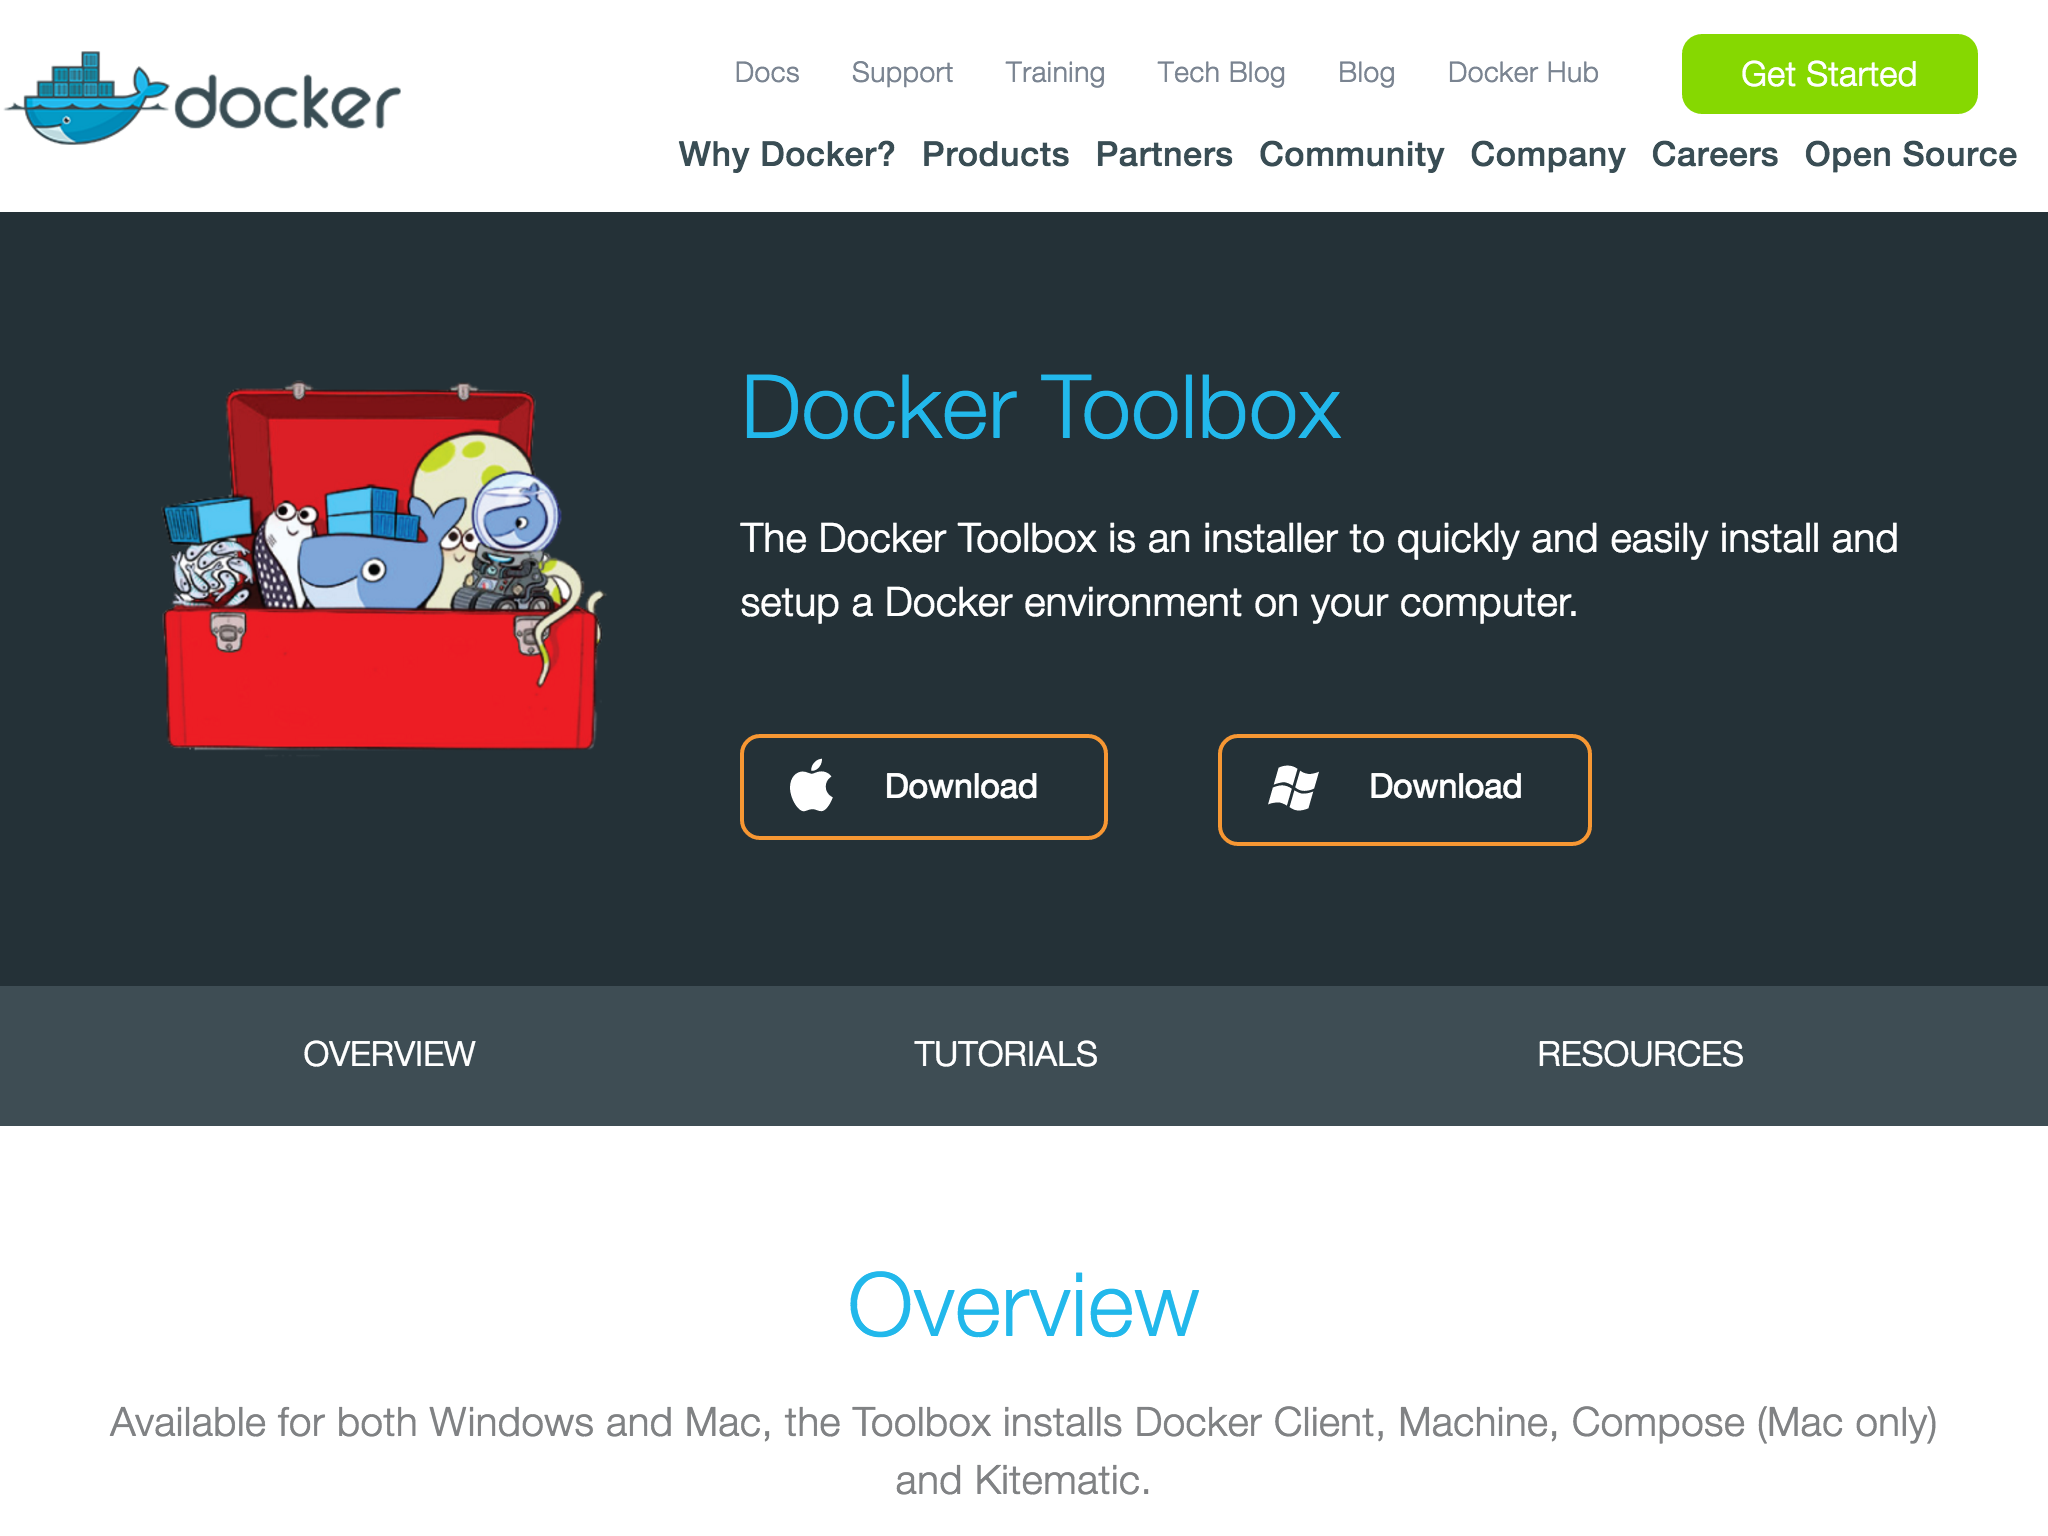 docker
Docs Support Training Tech Blog Blog Docker Hub Get Started
Why Docker? Products Partners Community Company Careers Open Source
Docker Toolbox
The Docker Toolbox is an installer to quickly and easily install and
setup a Docker environment on your computer.
Download Download
OVERVIEW TUTORIALS RESOURCES
Overview
Available for both Windows and Mac, the Toolbox installs Docker Client, Machine, Compose (Mac only)
and Kitematic.